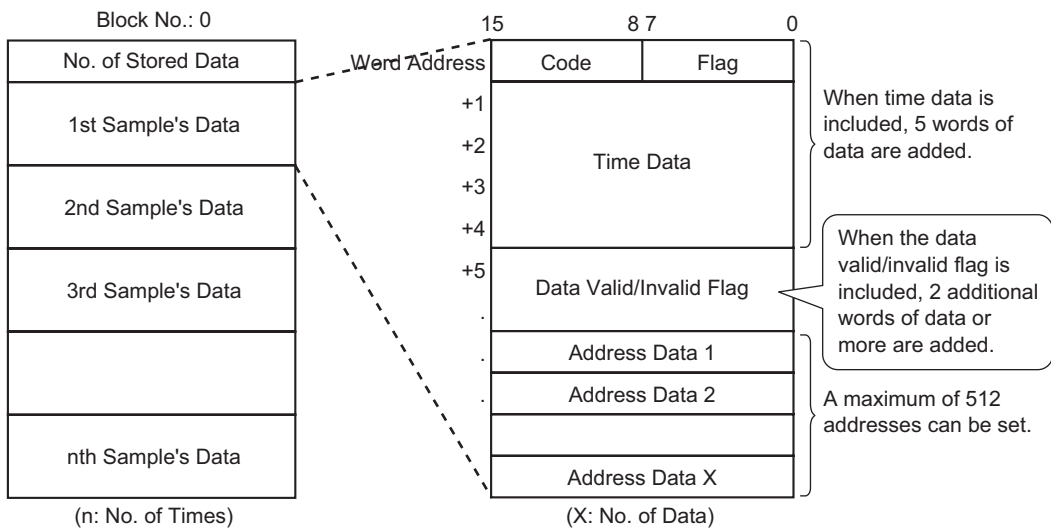 Block No.: 0
No. of Stored Data
1st Sample's Data
2nd Sample's Data
3rd Sample's Data
nth Sample's Data
(n: No. of Times)
15 8 7 0
Word Address
Code
Flag
+1
+2
+3
+4
+5
.
.
.
Time Data
Data Valid/Invalid Flag
Address Data 1
Address Data 2
Address Data X
(X: No. of Data)
When time data is
included, 5 words of
data are added.
When the data
valid/invalid flag is
included, 2 additional
words of data or
more are added.
A maximum of 512
addresses can be set.